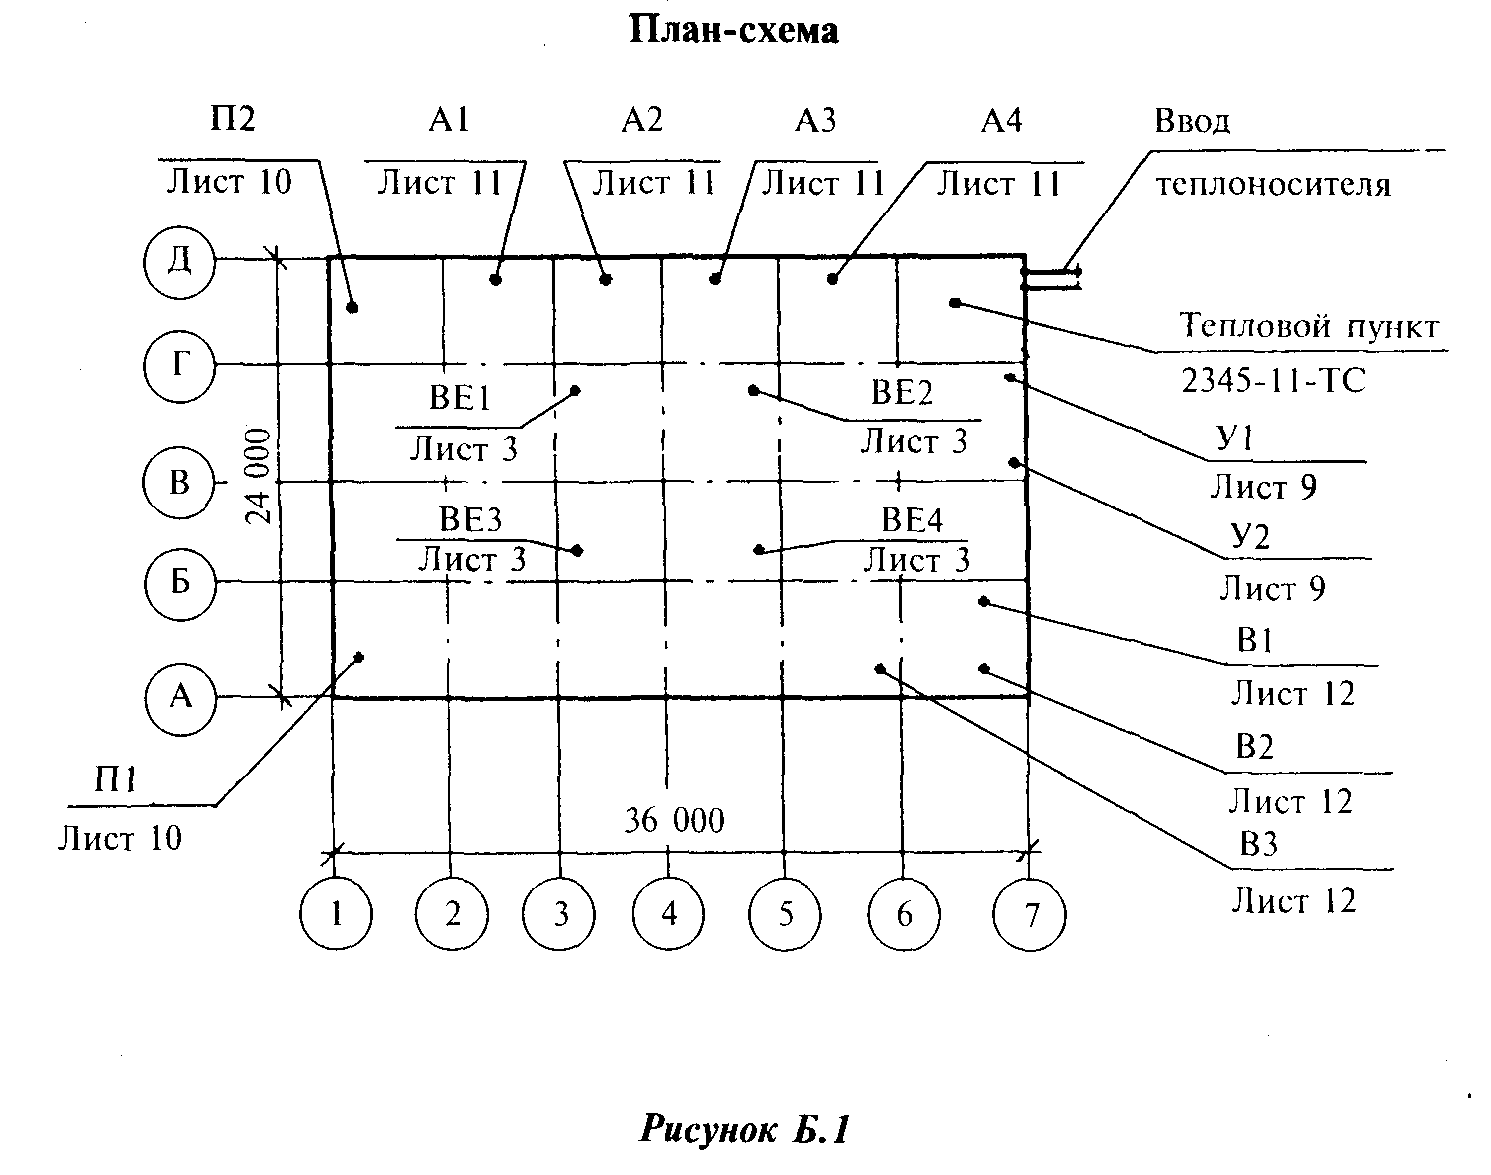 План-схема
П2 А1 А2 А3 А4 Ввод
Лист 10 Лист 11 Лист 11 Лист 11 Лист 11 теплоносителя
Д
Тепловой пункт
Г
2345-11-ТС
ВЕ1 ВЕ2
Лист 3 Лист 3
У1
В
Лист 9
24 000
ВЕ3 ВЕ4
У2
Лист 3 Лист 3
Б
Лист 9
В1
А
Лист 12
В2
П1
Лист 12
36 000
Лист 10
В3
Лист 12
1 2 3 4 5 6 7
Рисунок Б.1